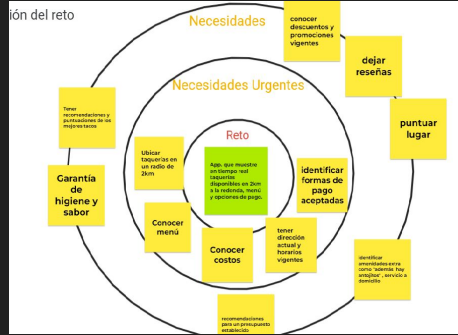 ión del reto
Necesidades
conocer
descuentos y
promociones
vigentes
dejar
reseñas
Necesidades Urgentes
Tener
recomendaciones y
puntuaciones de los
mejores tacos
puntuar
lugar
Reto
Ubicar
taquerías en
un radio de
2km
App. que muestre
en tiempo real
taquerías
disponibles en 2km
a la redonda, menú
y opciones de pago.
identificar
formas de
pago
aceptadas
Garantía
de
higiene y
sabor
Conocer
menú
tener
dirección
actual y
horarios
vigentes
Conocer
costos
identificar
amenidades extra
como "además hay
antojitos", servicio a
domicilio
recomendaciones
para un presupuesto
establecido